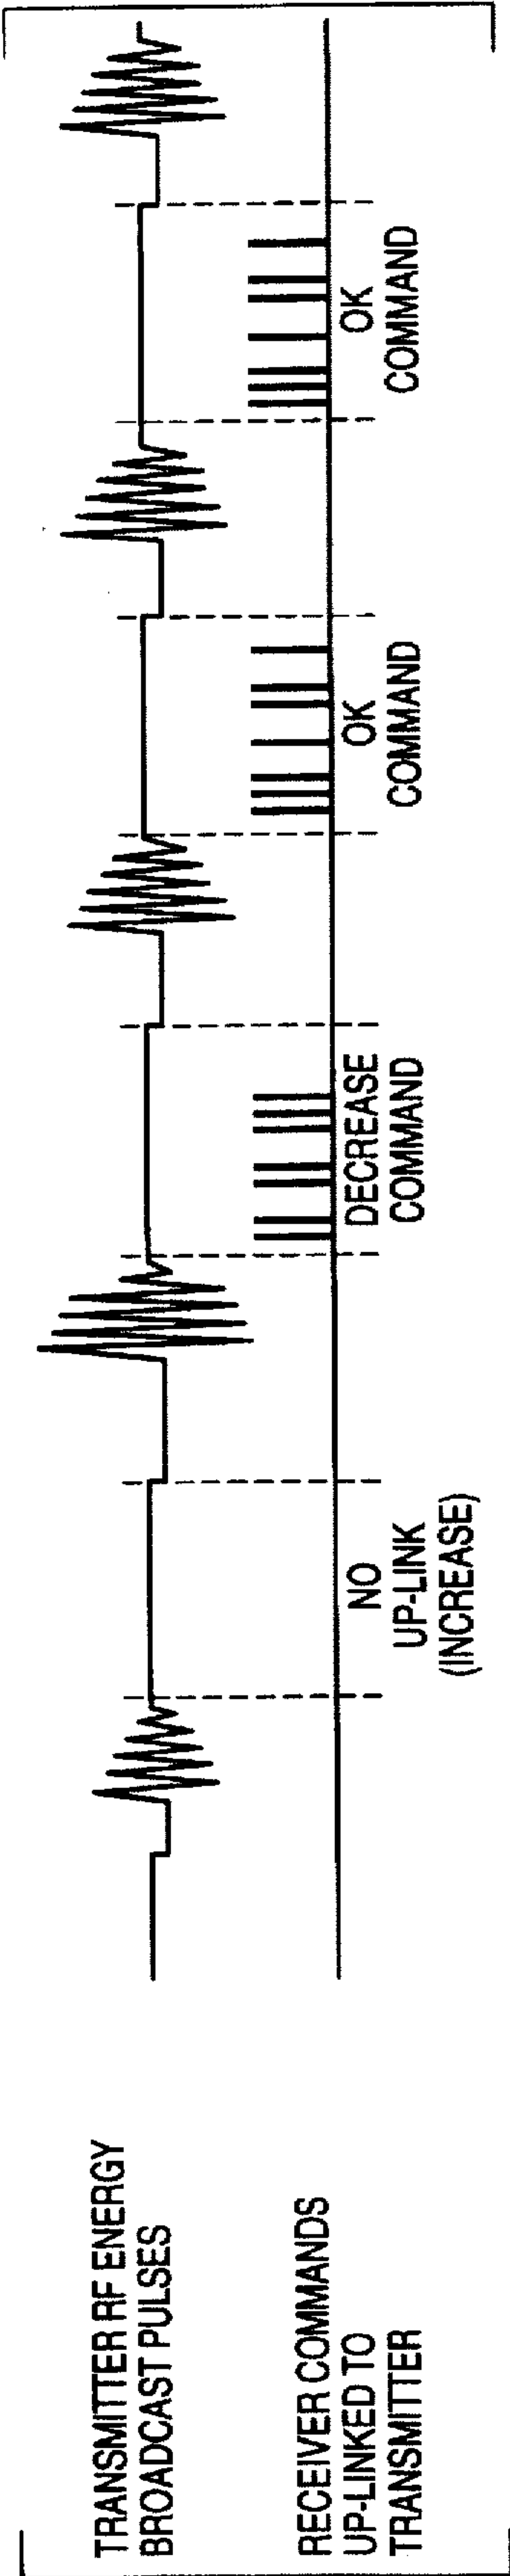 TRANSMITTER RF ENERGY
BROADCAST PULSES
RECEIVER COMMANDS
UP-LINKED TO
TRANSMITTER
NO
UP-LINK
(INCREASE)
DECREASE
COMMAND
OK
COMMAND
OK
COMMAND